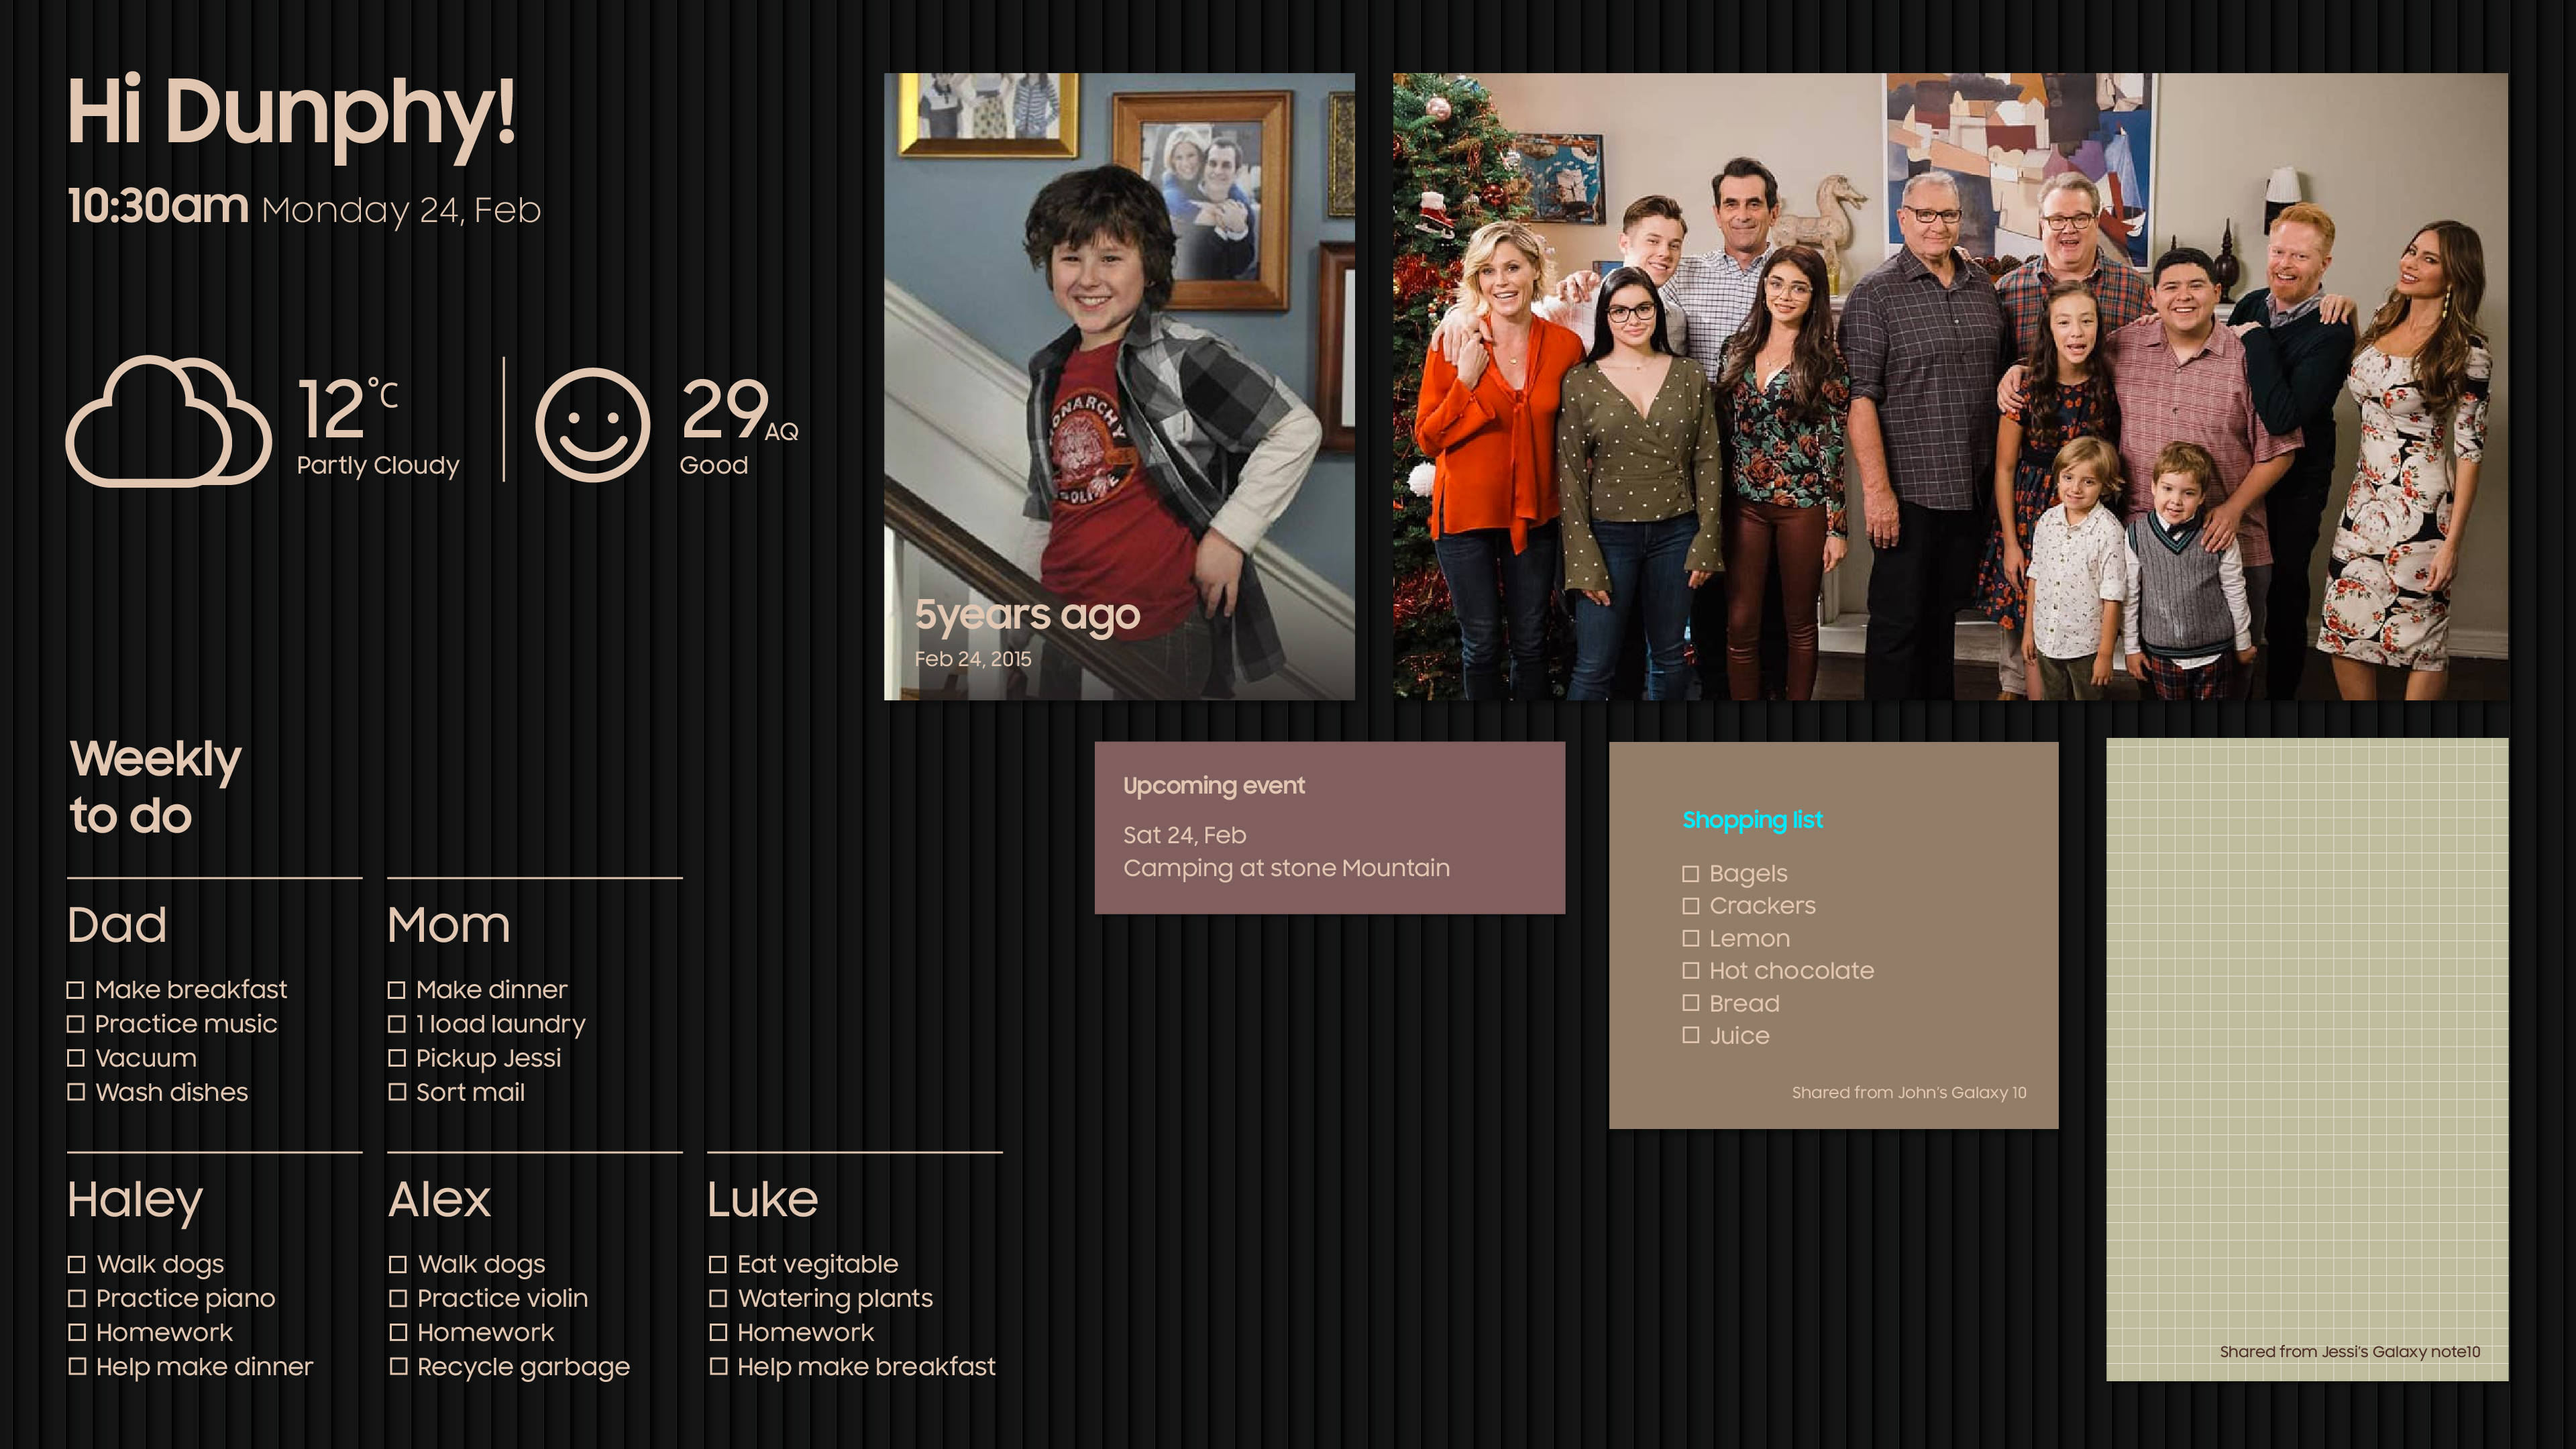 Hi Dunphy!
10:30am Monday 24, Feb
12°C
Partly Cloudy
29AQ
Good
5years ago
Feb 24, 2015
Weekly
to do
Dad
Make breakfast
Practice music
Vacuum
Wash dishes
Mom
Make dinner
1 load laundry
Pickup Jessi
Sort mail
Haley
Walk dogs
Practice piano
Homework
Help make dinner
Alex
Walk dogs
Practice violin
Homework
Recycle garbage
Luke
Eat vegitable
Watering plants
Homework
Help make breakfast
Upcoming event
Sat 24, Feb
Camping at stone Mountain
Shopping list
Bagels
Crackers
Lemon
Hot chocolate
Bread
Juice
Shared from John's Galaxy 10
Shared from Jessi's Galaxy note10